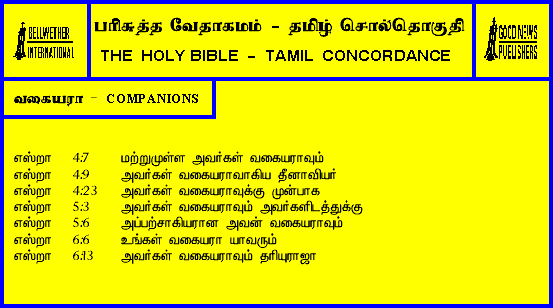 BELLWETHER
INTERNATIONAL
பரிசுத்த வேதாகமம் – தமிழ் சொல்தொகுதி
THE HOLY BIBLE – TAMIL CONCORDANCE
GOOD NEWS
PUBLISHERS
வகையரா – COMPANIONS
எஸ்றா 4:7 மற்றுமுள்ள அவர்கள் வகையராவும்
எஸ்றா 4:9 அவர்கள் வகையராவாகிய தீனாவியர்
எஸ்றா 4:23 அவர்கள் வகையராவுக்கு முன்பாக
எஸ்றா 5:3 அவர்கள் வகையராவும் அவர்களிடத்துக்கு
எஸ்றா 5:6 அப்பற்சாகியரான அவன் வகையராவும்
எஸ்றா 6:6 உங்கள் வகையரா யாவரும்
எஸ்றா 6:13 அவர்கள் வகையராவும் தரியுராஜா